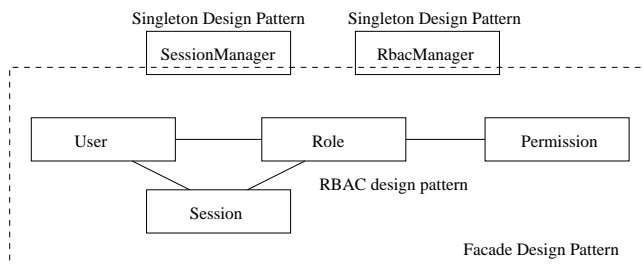 Singleton Design Pattern Singleton Design Pattern
SessionManager RbacManager
User Role Permission
RBAC design pattern
Session
Facade Design Pattern